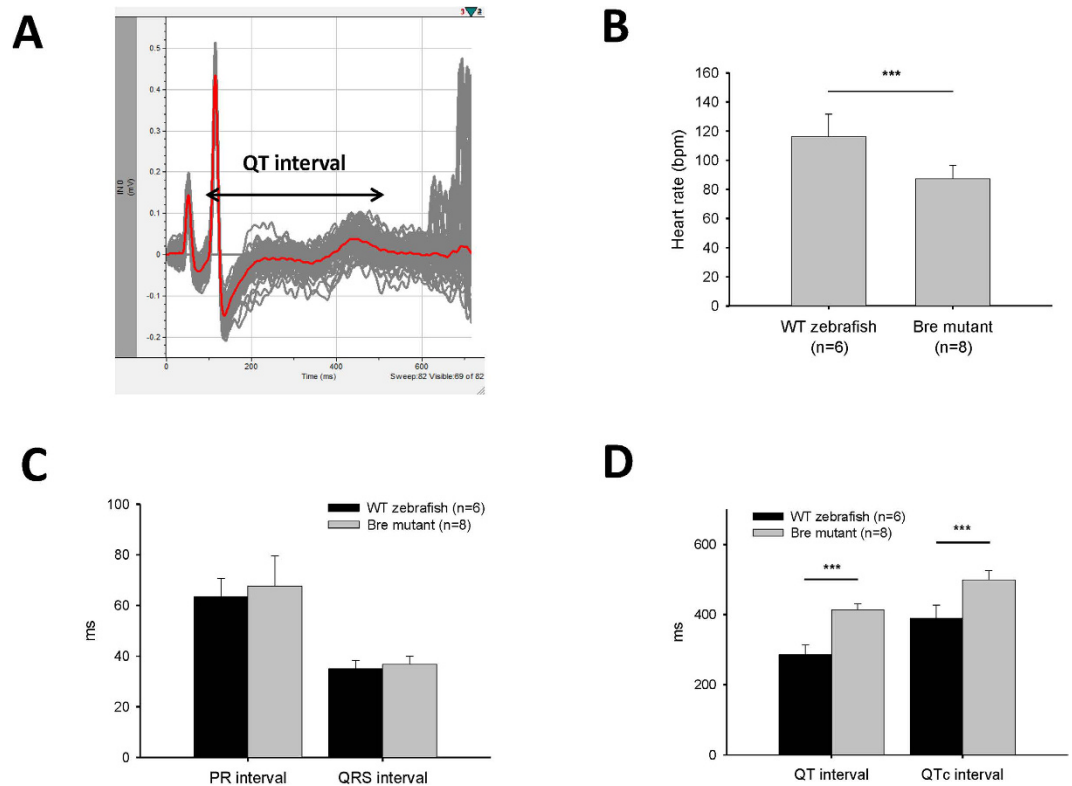 A
0.5
0.4
0.3
0.2
0.1
0
-0.1
-0.2
IN 0
(mV)
QT interval
0
200
400
600
Time (ms)
Sweep:82 Visible:69 of 82
B
160
140
120
100
80
60
40
20
0
Heart rate (bpm)
***
WT zebrafish
(n=6)
Bre mutant
(n=8)
C
100
80
60
40
20
0
ms
WT zebrafish (n=6)
Bre mutant (n=8)
PR interval
QRS interval
D
600
400
200
0
ms
WT zebrafish (n=6)
Bre mutant (n=8)
***
***
QT interval
QTc interval